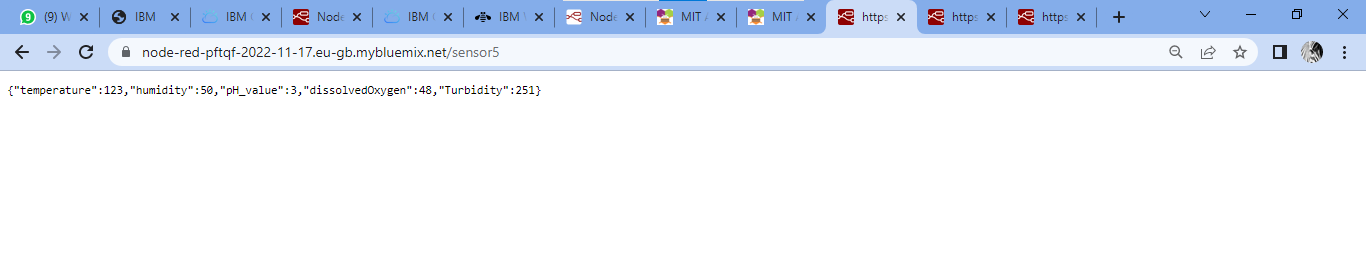 (9) W
IBM
IBM
Node
IBM
IBM
Node
MIT
MIT
https
https
https
node-red-pftqf-2022-11-17.eu-gb.mybluemix.net/sensor5
{"temperature":123,"humidity":50,"pH_value":3,"dissolvedOxygen":48,"Turbidity":251}